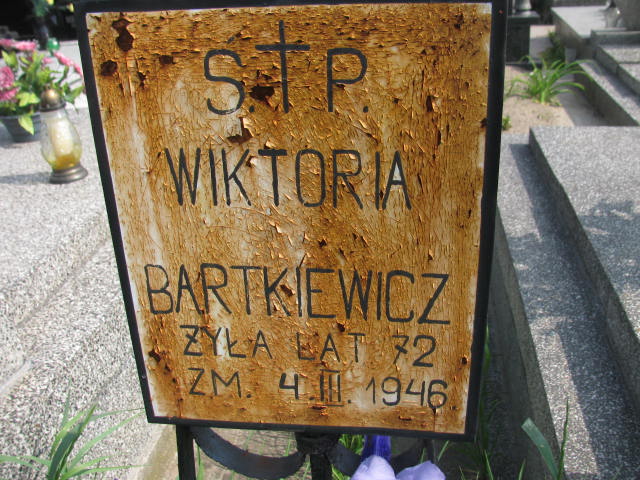 Ś.†P.
WIKTORIA
BARTKIEWICZ
ŻYŁA LAT 72
ZM. 4.III.1946